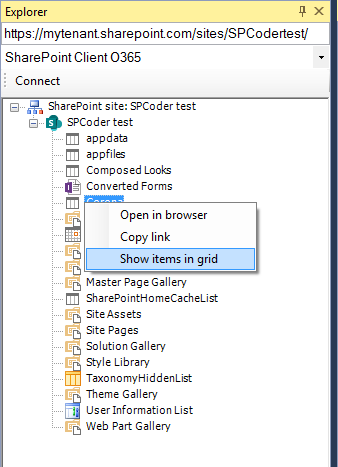 Explorer
https://mytenant.sharepoint.com/sites/SPCodertest/
SharePoint Client O365
Connect
SharePoint site: SPCoder test
SPCoder test
appdata
appfiles
Composed Looks
Converted Forms
Open in browser
Copy link
Show items in grid
Master Page Gallery
SharePointHomeCacheList
Site Assets
Site Pages
Solution Gallery
Style Library
TaxonomyHiddenList
Theme Gallery
User Information List
Web Part Gallery